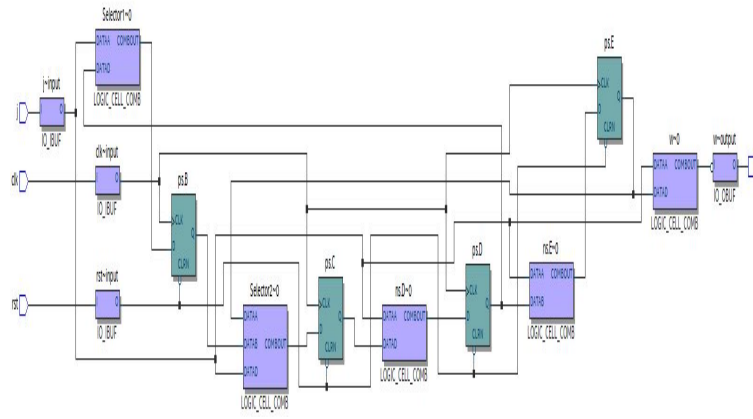 Selector1~0
DATAA COMBOUT
DATAD
LOGIC_CELL_COMB
j~input
j
O
IO_IBUF
clk~input
clk
O
IO_IBUF
rst~input
rst
O
IO_IBUF
ps.B
CLK
Q
D
CLRN
Selector2~0
DATAA
DATAB COMBOUT
DATAD
LOGIC_CELL_COMB
ps.C
CLK
Q
D
CLRN
ns.D~0
DATAA COMBOUT
DATAD
LOGIC_CELL_COMB
ps.D
CLK
Q
D
CLRN
ns.E~0
DATAA COMBOUT
DATAB
LOGIC_CELL_COMB
ps.E
CLK
Q
D
CLRN
w~0
DATAA COMBOUT
DATAD
LOGIC_CELL_COMB
w~output
O
IO_OBUF